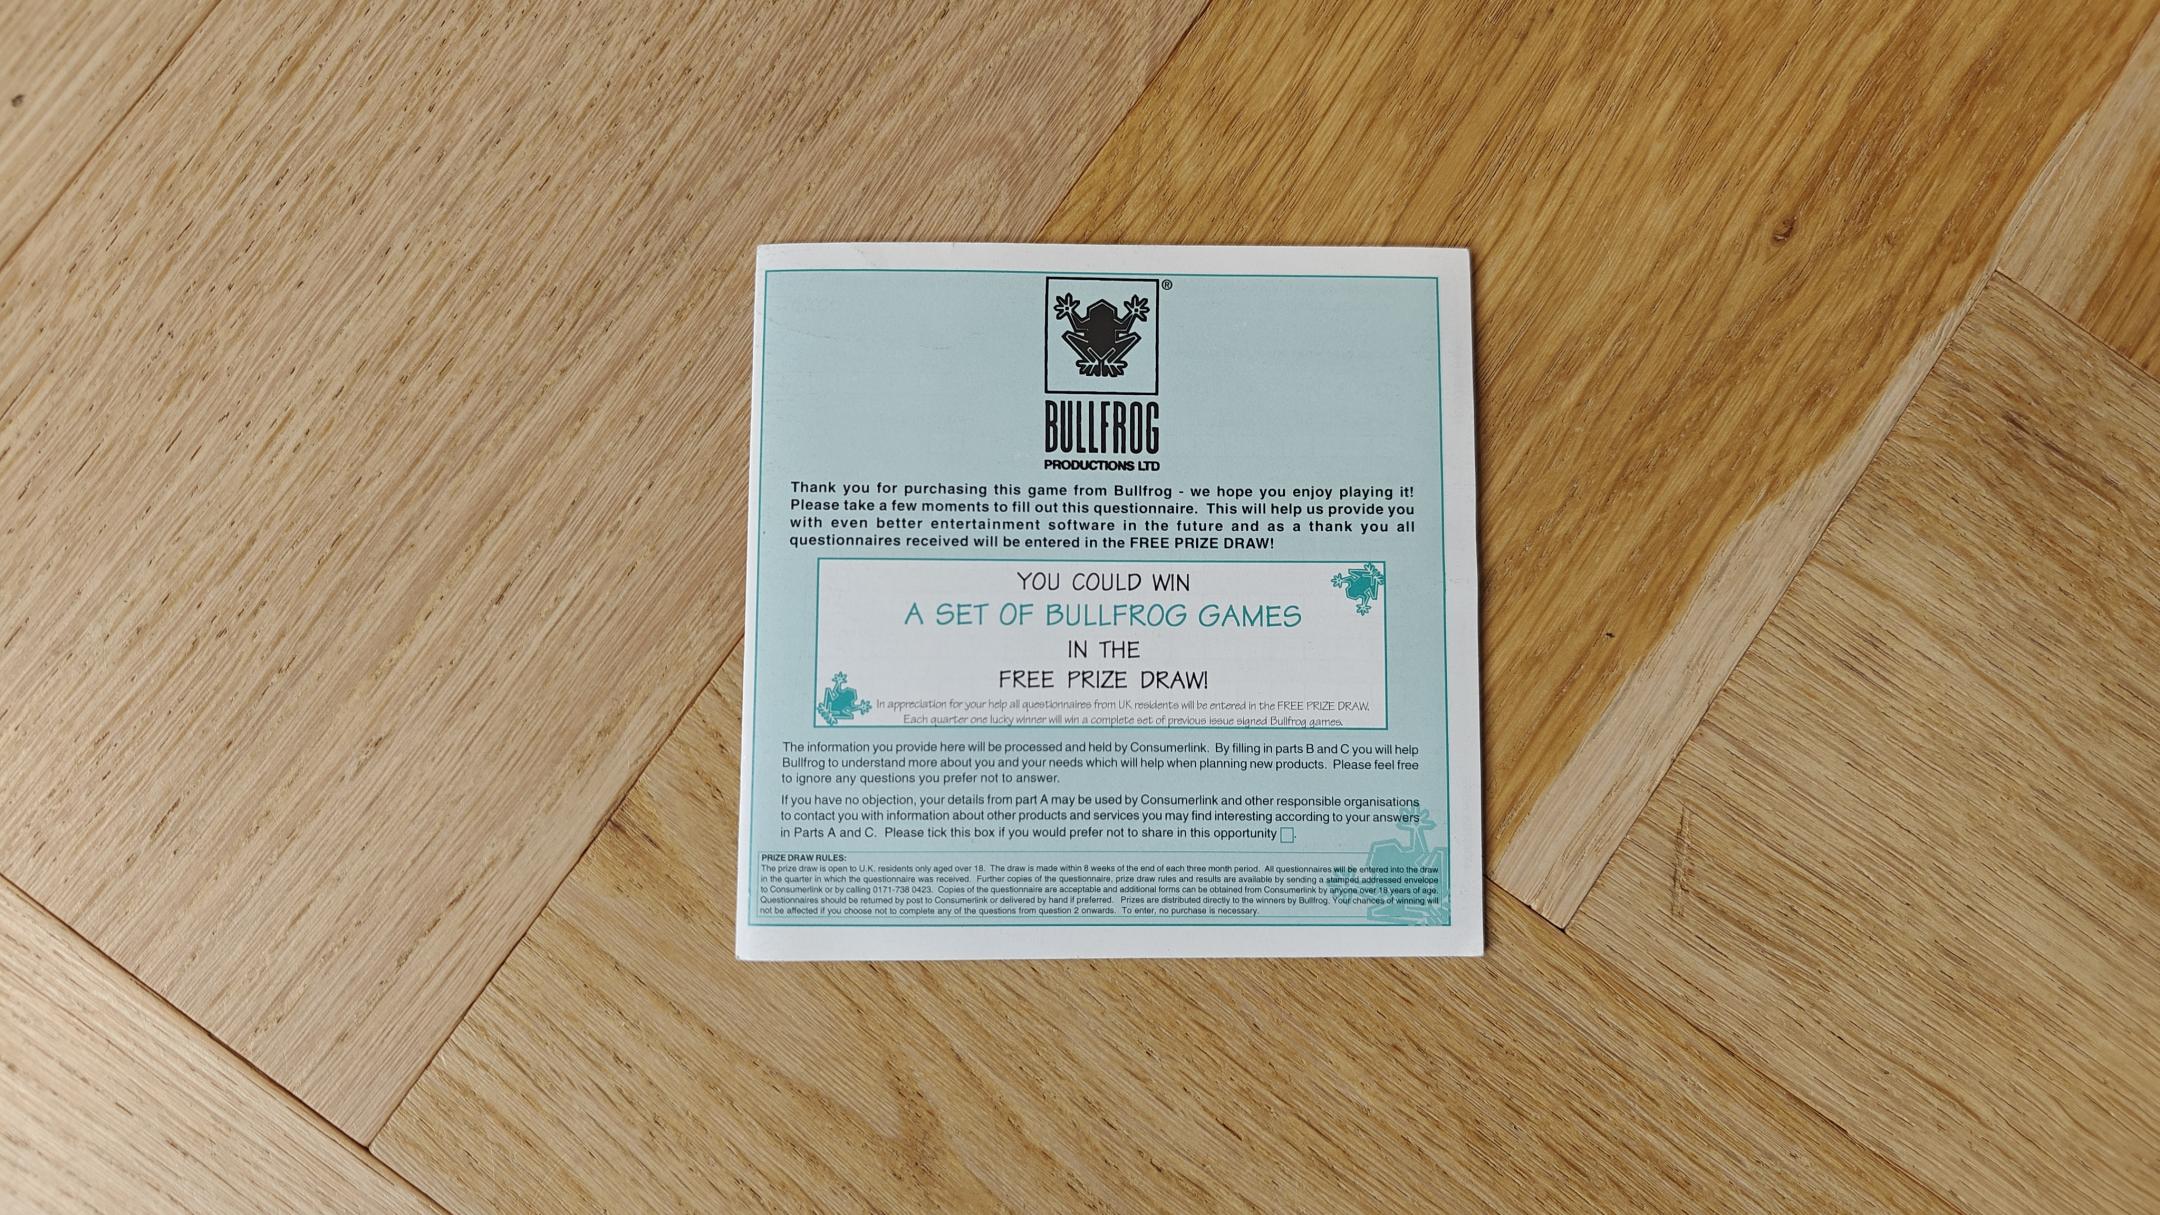 ®
BULLFROG
PRODUCTIONS LTD
Thank you for purchasing this game from Bullfrog - we hope you enjoy playing it!
Please take a few moments to fill out this questionnaire. This will help us provide you
with even better entertainment software in the future and as a thank you all
questionnaires received will be entered in the FREE PRIZE DRAW!
YOU COULD WIN
A SET OF BULLFROG GAMES
IN THE
FREE PRIZE DRAW!
In appreciation for your help all questionnaires from UK residents will be entered in the FREE PRIZE DRAW.
Each quarter one lucky winner will win a complete set of previous issue signed Bullfrog games.
The information you provide here will be processed and held by Consumerlink. By filling in parts B and C you will help
Bullfrog to understand more about you and your needs which will help when planning new products. Please feel free
to ignore any questions you prefer not to answer.
If you have no objection, your details from part A may be used by Consumerlink and other responsible organisations
to contact you with information about other products and services you may find interesting according to your answers
in Parts A and C. Please tick this box if you would prefer not to share in this opportunity .
PRIZE DRAW RULES:
The prize draw is open to U.K. residents only aged over 18. The draw is made within 8 weeks of the end of each three month period. All questionnaires will be entered into the draw
in the quarter in which the questionnaire was received. Further copies of the questionnaire, prize draw rules and results are available by sending a stamped addressed envelope
to Consumerlink or by calling 0171-738 0423. Copies of the questionnaire are acceptable and additional forms can be obtained from Consumerlink by anyone over 18 years of age.
Questionnaires should be returned by post to Consumerlink or delivered by hand if preferred. Prizes are distributed directly to the winners by Bullfrog. Your chances of winning will
not be affected if you choose not to complete any of the questions from question 2 onwards. To enter, no purchase is necessary.